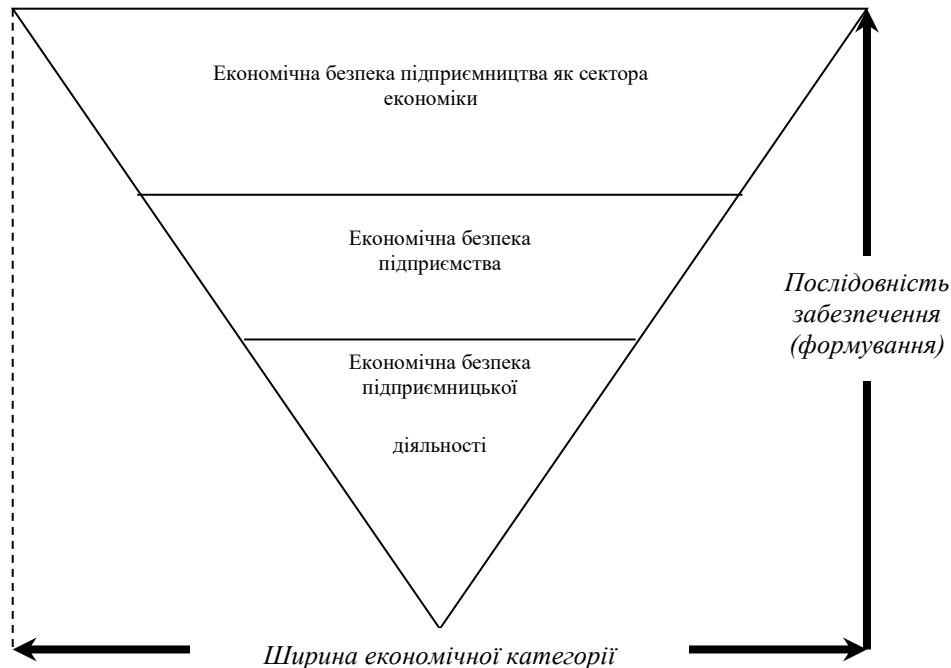 Економічна безпека підприємництва як сектора
економіки
Економічна безпека
підприємства
Послідовність
забезпечення
(формування)
Економічна безпека
підприємницької
діяльності
Ширина економічної категорії